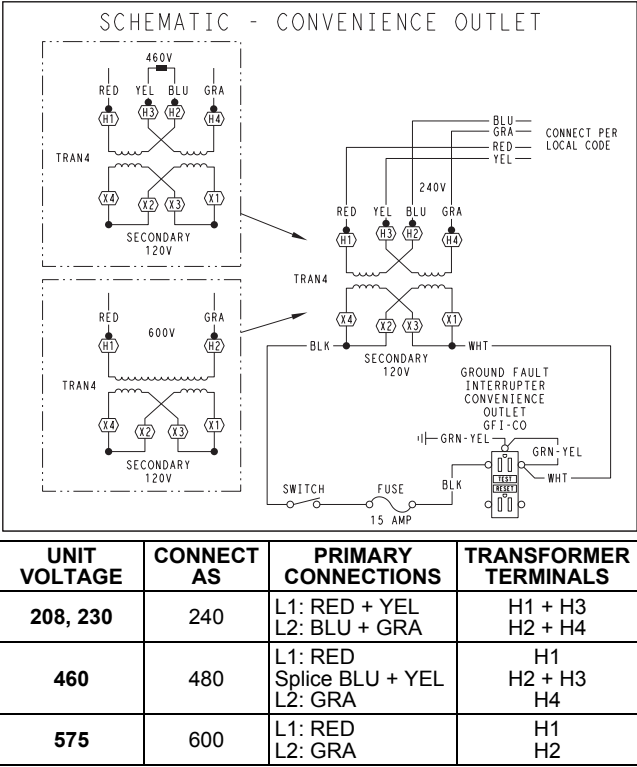 SCHEMATIC - CONVENIENCE OUTLET
460V
RED YEL BLU GRA
H1 H3 H2 H4
TRAN4
X4 X2 X3 X1
SECONDARY
120V
RED GRA
600V
H1 H2
TRAN4
X4 X2 X3 X1
SECONDARY
120V
BLU
GRA
RED
YEL
CONNECT PER
LOCAL CODE
240V
RED YEL BLU GRA
H1 H3 H2 H4
TRAN4
X4 X2 X3 X1
BLK WHT
SECONDARY
120V
GROUND FAULT
INTERRUPTER
CONVENIENCE
OUTLET
GFI-CO
GRN-YEL
GRN-YEL
TEST
RESET
WHT
BLK
SWITCH FUSE
15 AMP
UNIT VOLTAGE CONNECT AS PRIMARY CONNECTIONS TRANSFORMER TERMINALS
208, 230 240 L1: RED + YEL H1 + H3
L2: BLU + GRA H2 + H4
460 480 L1: RED H1
Splice BLU + YEL H2 + H3
L2: GRA H4
575 600 L1: RED H1
L2: GRA H2